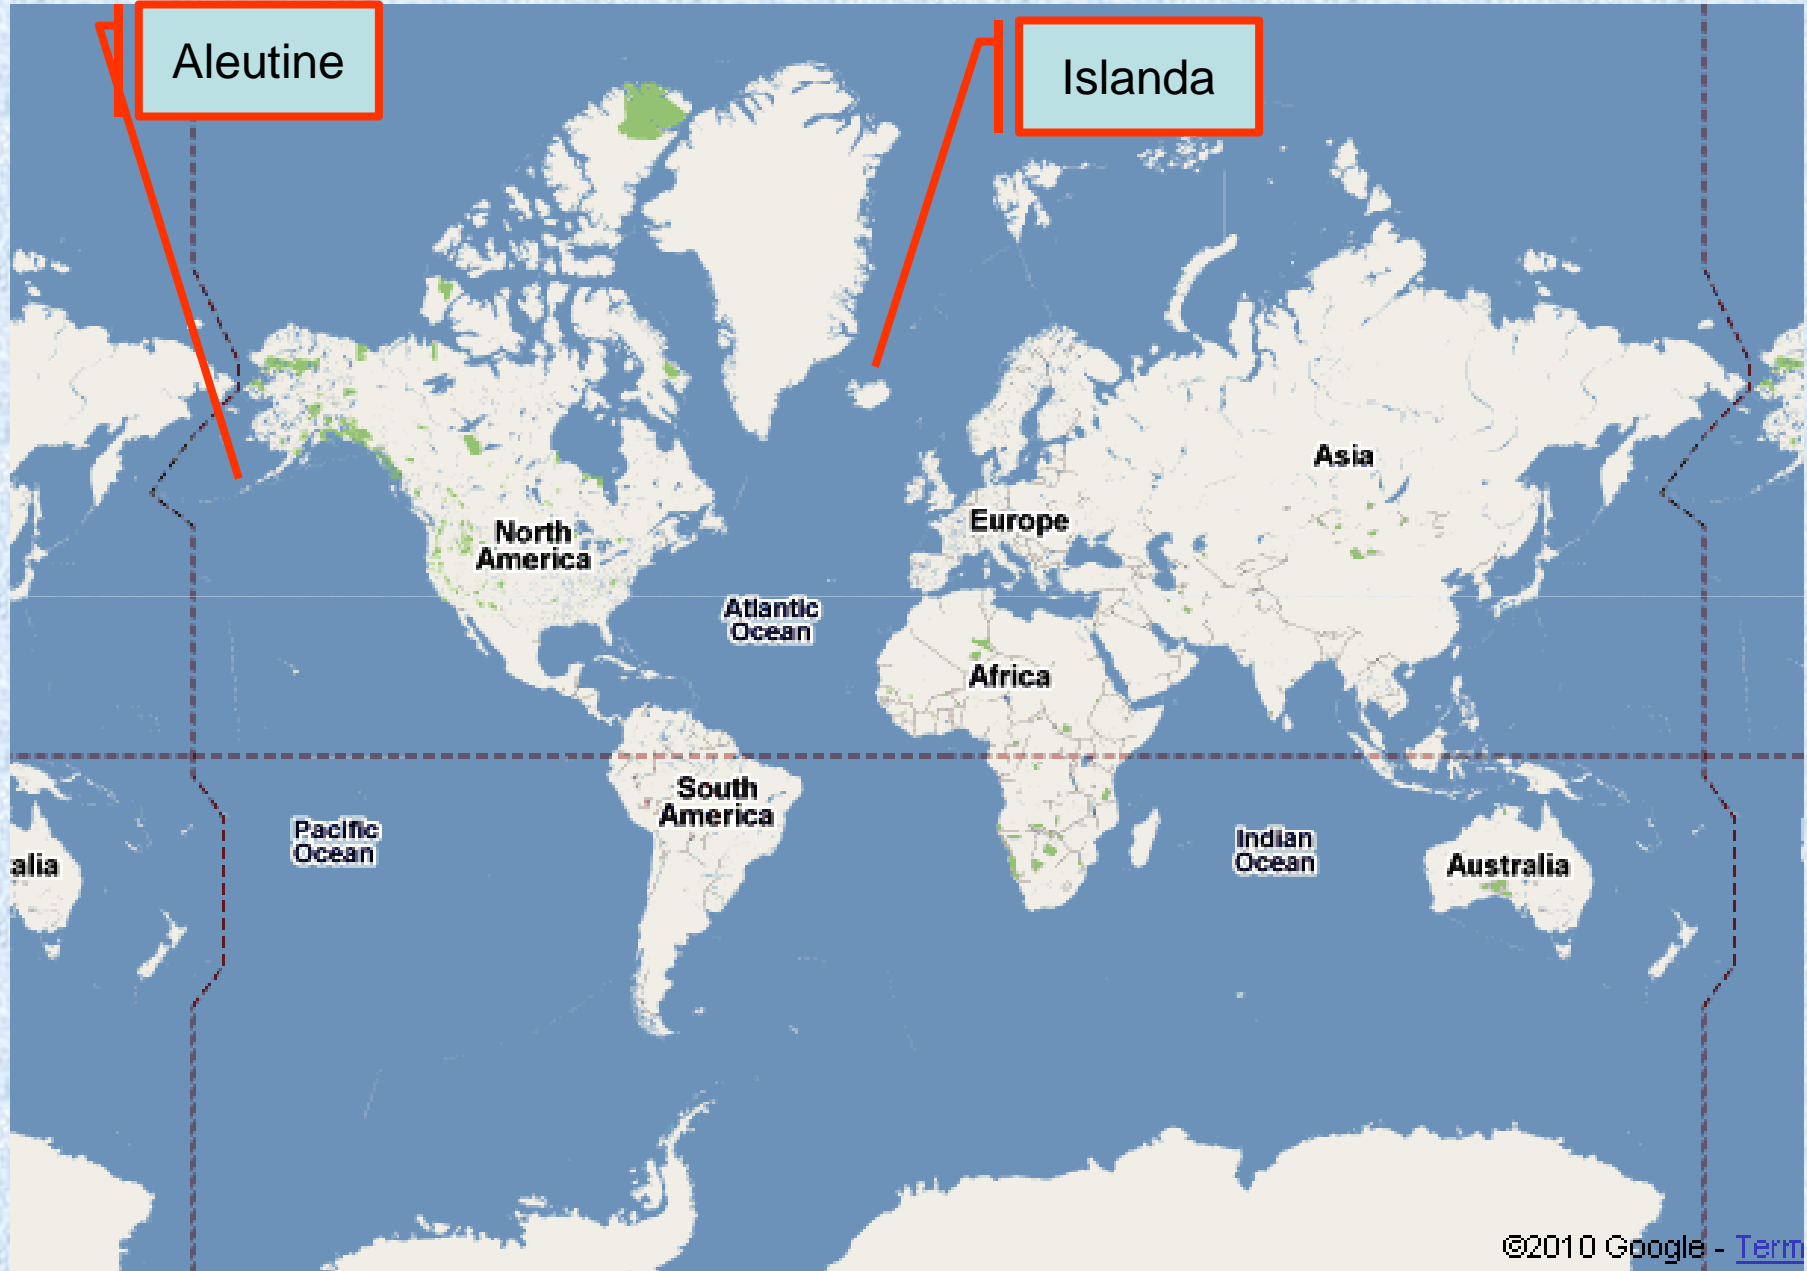 Aleutine
Islanda
Asia
Europe
North
America
Atlantic
Ocean
Africa
South
America
Pacific
Ocean
Indian
Ocean
alia
Australia
©2010 Google - Term